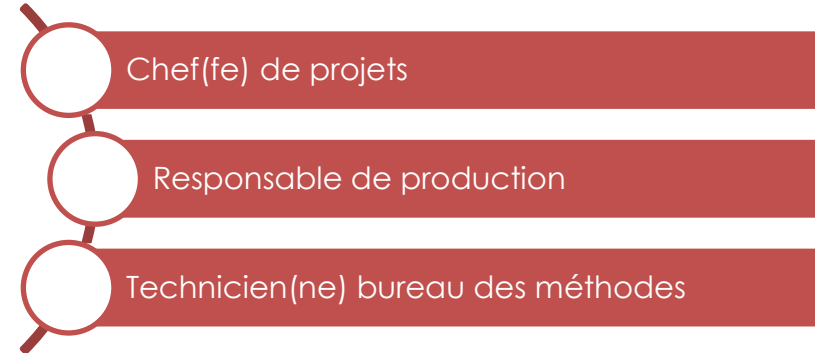 Chef(fe) de projets
Responsable de production
Technicien(ne) bureau des méthodes